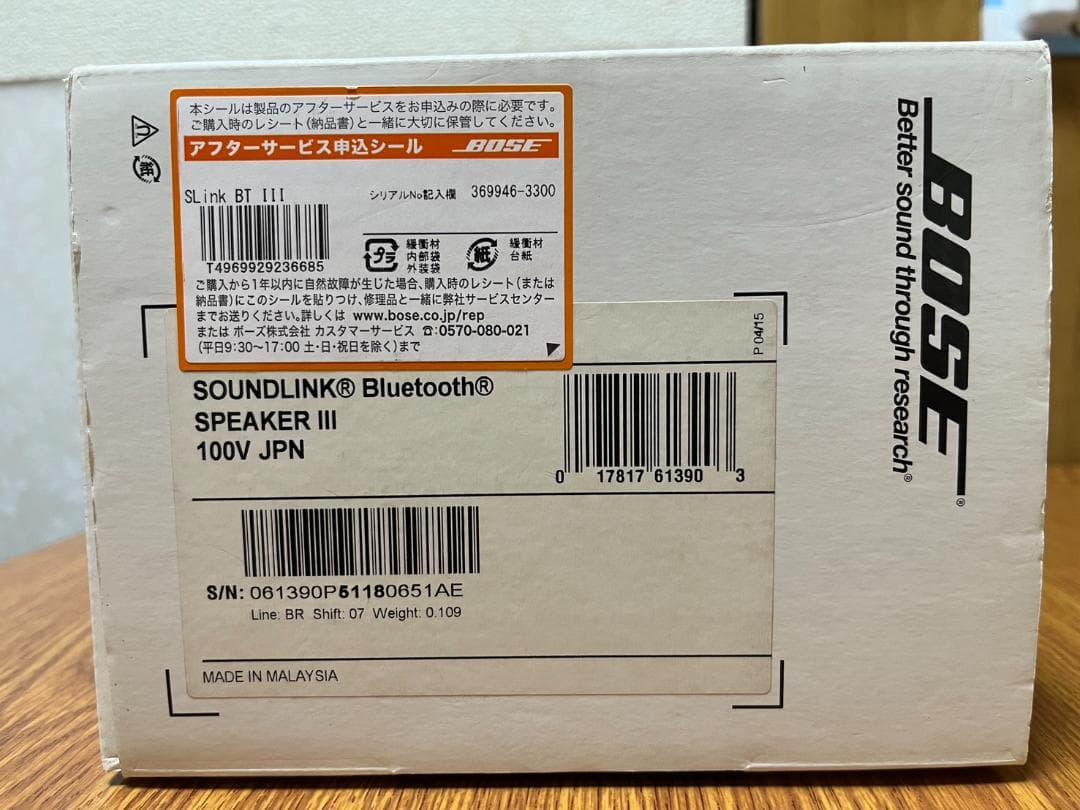 本シールは製品のアフターサービスをお申込みの際に必要です。
ご購入時のレシート(納品書)と一緒に大切に保管してください。
アフターサービス申込シール BOSE
SLink BT III
シリアルNo記入欄 369946-3300
T4969929236685
プラ
緩衝材
内部袋
外装袋
紙
緩衝材
台紙
ご購入から1年以内に自然故障が生じた場合、購入時のレシート(または
納品書)にこのシールを貼りつけ、修理品と一緒に弊社サービスセンター
までお送りください。詳しくは www.bose.co.jp/rep
または ボーズ株式会社 カスタマーサービス ☎:0570-080-021
(平日9:30〜17:00 土・日・祝日を除く)まで
紙
P 04/15
SOUNDLINK® Bluetooth®
SPEAKER III
100V JPN
0 17817 61390 3
S/N: 061390P51180651AE
Line: BR Shift: 07 Weight: 0.109
MADE IN MALAYSIA
BOSE®
Better sound through research®